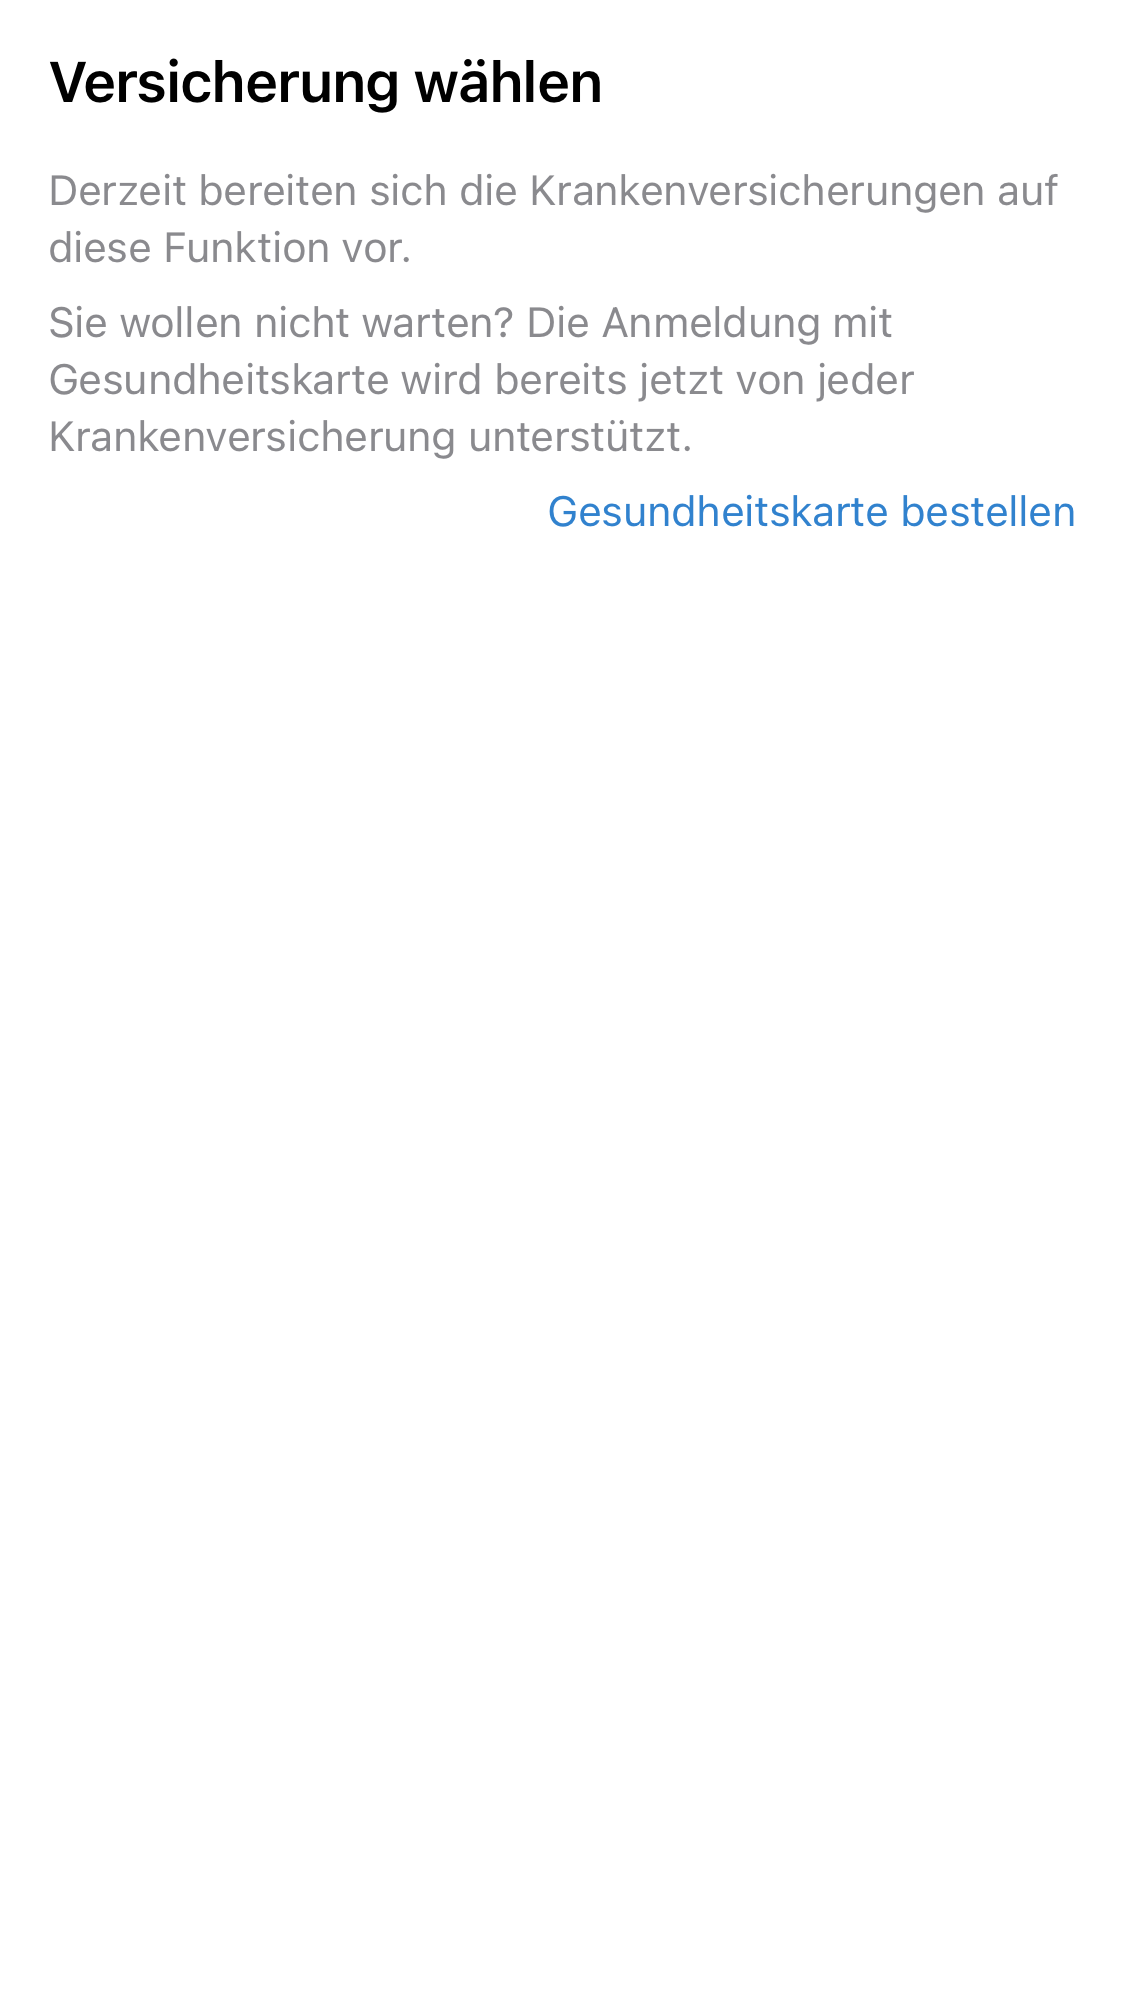 Versicherung wählen
Derzeit bereiten sich die Krankenversicherungen auf
diese Funktion vor.
Sie wollen nicht warten? Die Anmeldung mit
Gesundheitskarte wird bereits jetzt von jeder
Krankenversicherung unterstützt.
Gesundheitskarte bestellen